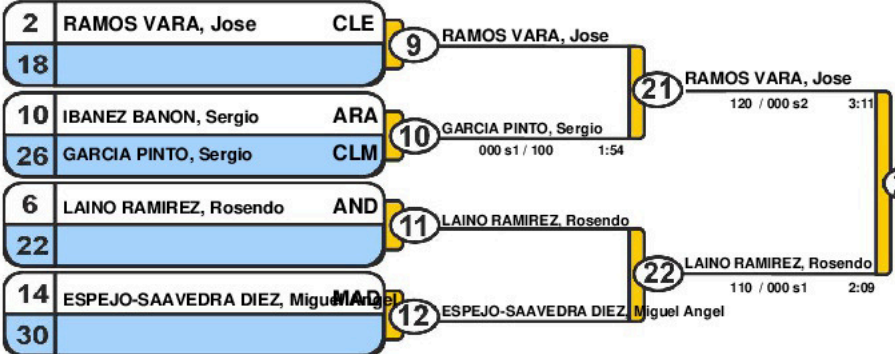 2 RAMOS VARA, Jose CLE
18
9 RAMOS VARA, Jose
10 IBANEZ BANON, Sergio ARA
26 GARCIA PINTO, Sergio CLM
10 GARCIA PINTO, Sergio
000 s1 / 100 1:54
21 RAMOS VARA, Jose
120 / 000 s2 3:11
6 LAINO RAMIREZ, Rosendo AND
22
11 LAINO RAMIREZ, Rosendo
14 ESPEJO-SAAVEDRA DIEZ, Miguel Angel MAD
30
12 ESPEJO-SAAVEDRA DIEZ, Miguel Angel
22 LAINO RAMIREZ, Rosendo
110 / 000 s1 2:09